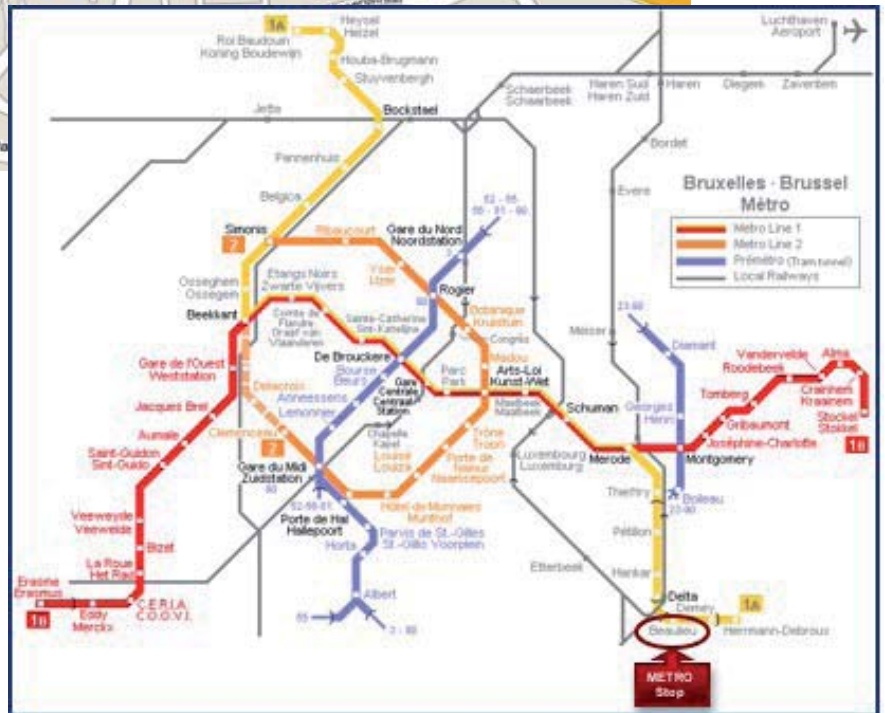 1A
Heysel
Heizel
Roi Baudouin
Koning Boudewijn
Houba-Brugmann
Stuyvenbergh
Luchthaven
Aeroport
Schaerbeek
Schaarbeek
Haren Sud
Haren Zuid
Haren
Diegem
Zaventem
Jette
Bockstael
Bordet
Pannenhuis
Evere
Bruxelles - Brussel
Métro
Metro Line 1
Metro Line 2
Prémétro (Tram tunnel)
Local Railways
Belgica
Simonis
2
Ribaucourt
Gare du Nord
Noordstation
Yser
IJzer
Rogier
Osseghem
Ossegem
Etangs Noirs
Zwarte Vijvers
Beekkant
Comte de
Flandre
Graaf van
Vlaanderen
Sainte-Catherine
Sint-Katelijne
Botanique
Kruidtuin
Congrès
Madou
Meiser
23-90
Diamant
De Brouckere
Bourse
Beurs
Gare
Centrale
Centraal
Station
Parc
Park
Arts-Loi
Kunst-Wet
Maelbeek
Maalbeek
Schuman
Gare de l'Ouest
Weststation
Delacroix
Anneessens
Lemonnier
Jacques Brel
Aumale
Clemenceau
2
Saint-Guidon
Sint-Guido
Chapelle
Kapel
Louise
Louiza
Trône
Troon
Porte de
Namur
Naamsepoort
Luxembourg
Luxemburg
Merode
Georges
Henri
Montgomery
Joséphine-Charlotte
Gribaumont
Tomberg
Vandervelde
Roodebeek
Alma
Crainhem
Kraainem
Stockel
Stokkel
1B
Gare du Midi
Zuidstation
Hôtel des Monnaies
Munthof
Porte de Hal
Hallepoort
Parvis de St.-Gilles
St.-Gillis Voorplein
Horta
Albert
55
Veeweyde
Veeweide
Bizet
La Roue
Het Rad
Erasme
Erasmus
1B
Eddy
Merckx
C.E.R.I.A.
C.O.O.V.I.
Thieffry
Pétillon
Hankar
Boileau
23-90
Etterbeek
Delta
Demey
1A
Beaulieu
Herrmann-Debroux
METRO
Stop